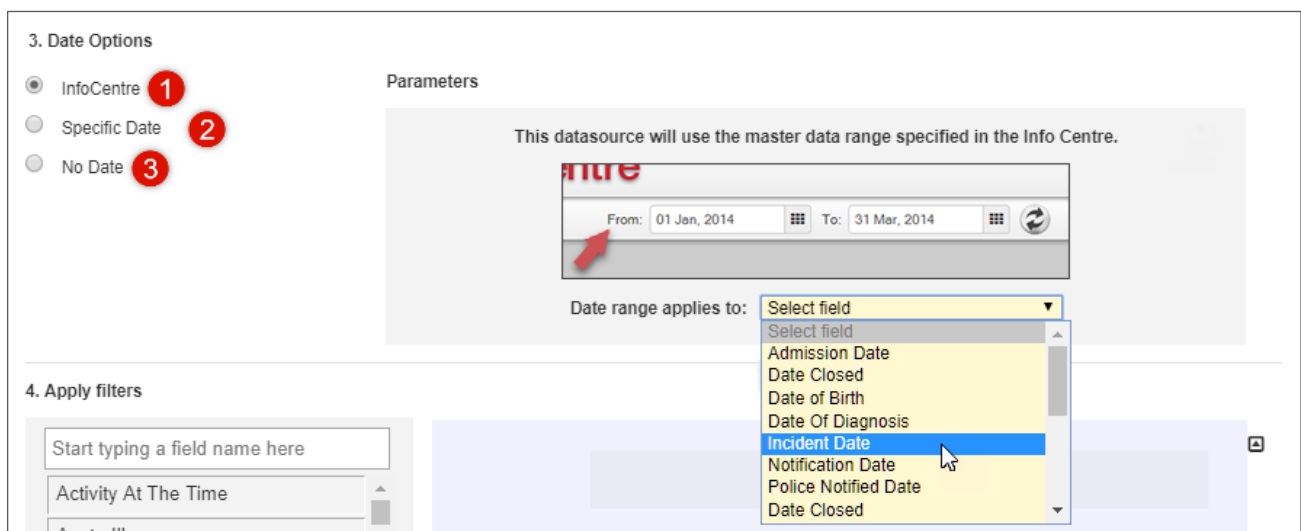 3. Date Options
InfoCentre 1
Specific Date 2
No Date 3
Parameters
This datasource will use the master data range specified in the Info Centre.
entre
From: 01 Jan, 2014 To: 31 Mar, 2014
Date range applies to: Select field
Select field
Admission Date
Date Closed
Date of Birth
Date Of Diagnosis
Incident Date
Notification Date
Police Notified Date
Date Closed
4. Apply filters
Start typing a field name here
Activity At The Time